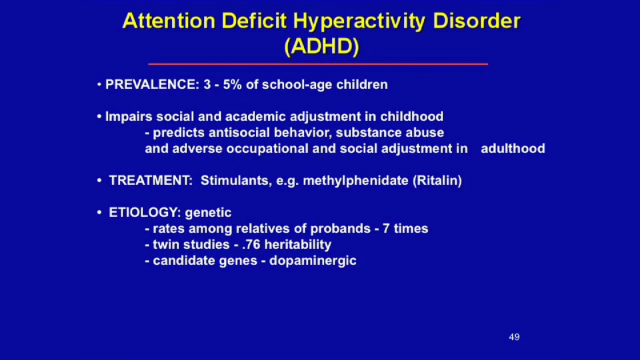 Attention Deficit Hyperactivity Disorder
(ADHD)
• PREVALENCE: 3 - 5% of school-age children
• Impairs social and academic adjustment in childhood
- predicts antisocial behavior, substance abuse
and adverse occupational and social adjustment in adulthood
• TREATMENT: Stimulants, e.g. methylphenidate (Ritalin)
• ETIOLOGY: genetic
- rates among relatives of probands - 7 times
- twin studies - .76 heritability
- candidate genes - dopaminergic
49